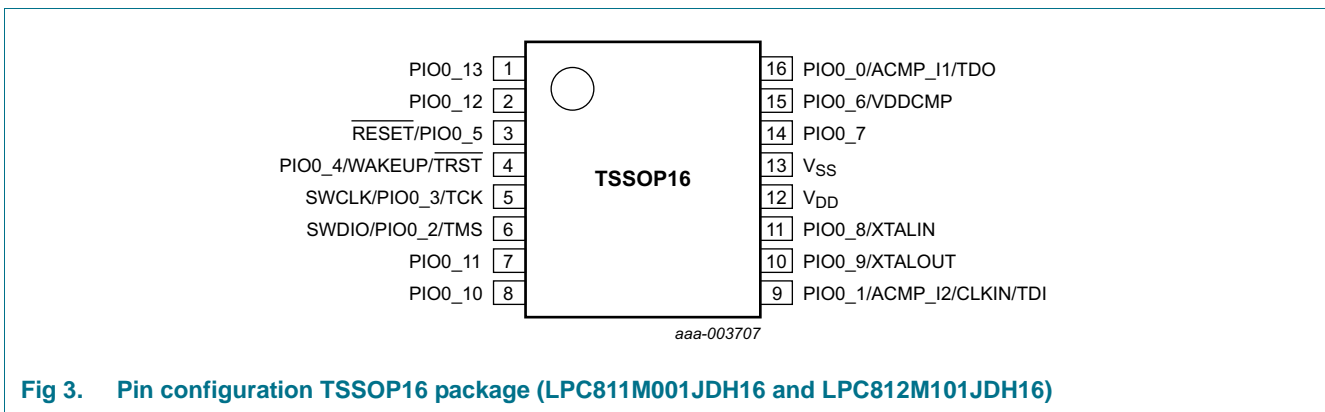 PIO0_13 1
PIO0_12 2
RESET/PIO0_5 3
PIO0_4/WAKEUP/TRST 4
SWCLK/PIO0_3/TCK 5
SWDIO/PIO0_2/TMS 6
PIO0_11 7
PIO0_10 8
TSSOP16
16 PIO0_0/ACMP_I1/TDO
15 PIO0_6/VDDCMP
14 PIO0_7
13 VSS
12 VDD
11 PIO0_8/XTALIN
10 PIO0_9/XTALOUT
9 PIO0_1/ACMP_I2/CLKIN/TDI
aaa-003707
Fig 3. Pin configuration TSSOP16 package (LPC811M001JDH16 and LPC812M101JDH16)